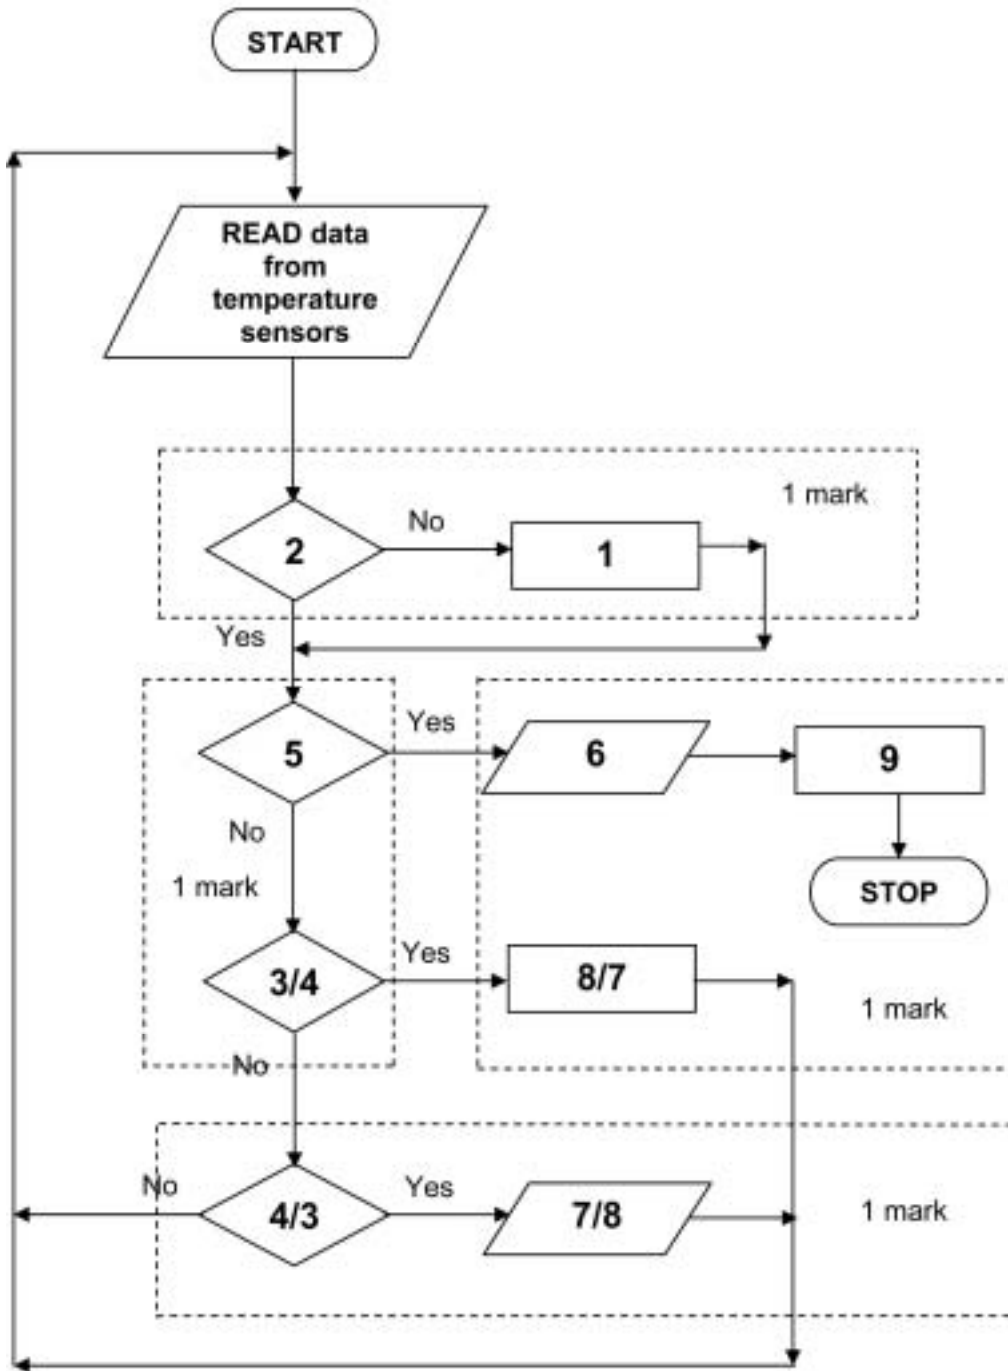 START
READ data
from
temperature
sensors
1 mark
No
2
1
Yes
Yes
5
6
9
No
1 mark
STOP
Yes
3/4
8/7
1 mark
No
No
Yes
4/3
7/8
1 mark